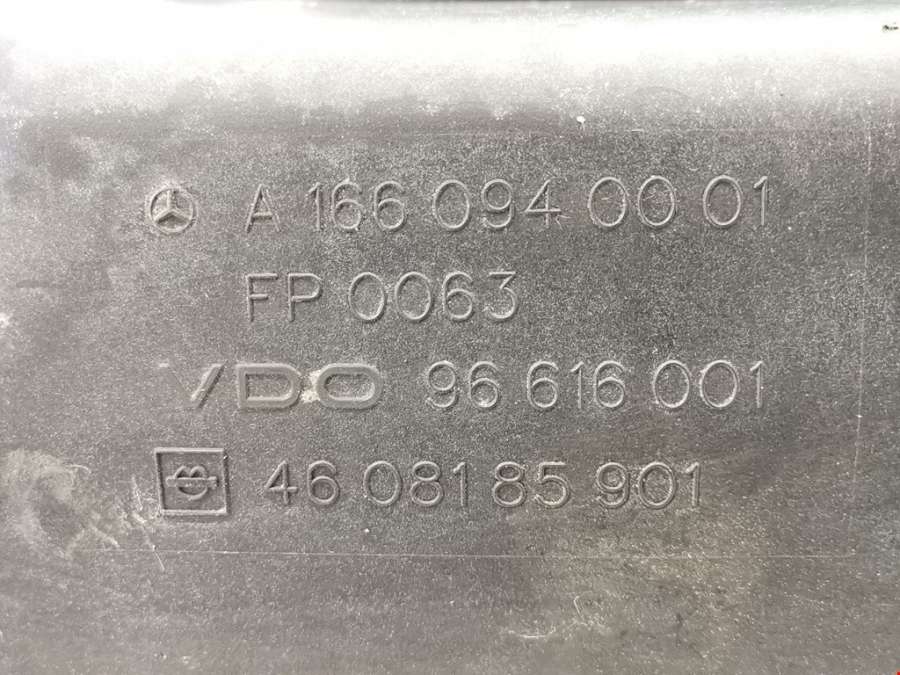 A 166 094 00 01
FP 0063
VDO 96 616 001
46 081 85 901